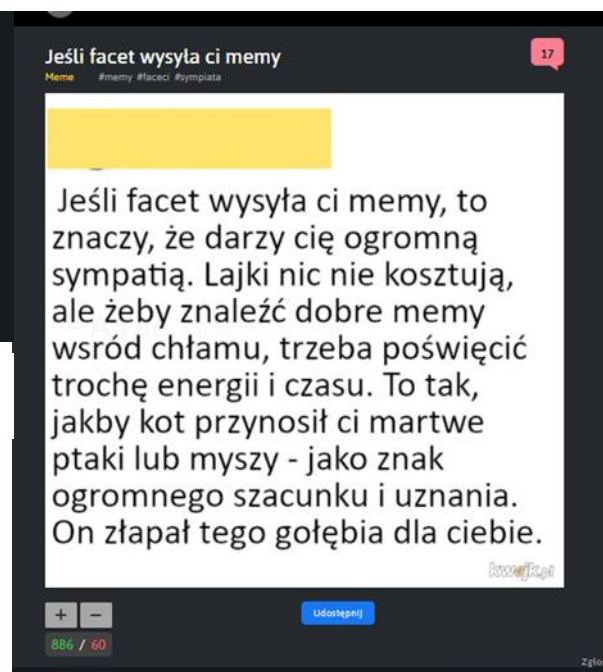 Jeśli facet wysyła ci memy
17
Meme #memy #faceci #sympiata
Jeśli facet wysyła ci memy, to
znaczy, że darzy cię ogromną
sympatią. Lajki nic nie kosztują,
ale żeby znaleźć dobre memy
wsród chłamu, trzeba poświęcić
trochę energii i czasu. To tak,
jakby kot przynosił ci martwe
ptaki lub myszy - jako znak
ogromnego szacunku i uznania.
On złapał tego gołębia dla ciebie.
kwejk.pl
+ −
Udostępnij
886 / 60